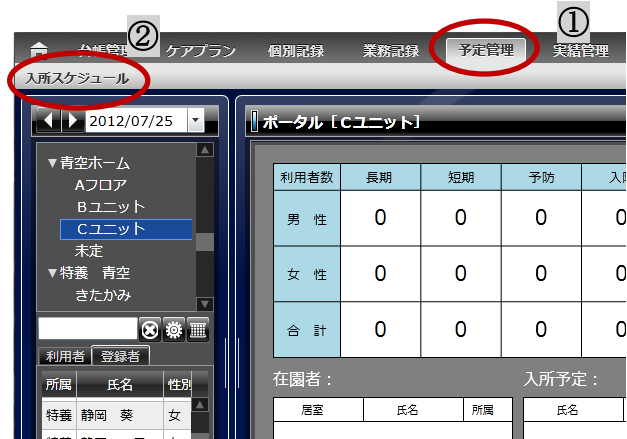 ① ②
台帳管理 ケアプラン 個別記録 業務記録 予定管理 実績管理
入所スケジュール
2012/07/25
ポータル [Cユニット]
▼青空ホーム
Aフロア
Bユニット
Cユニット
未定
▼特養 青空
きたかみ
利用者 登録者
所属 氏名 性別
特養 静岡 葵 女
利用者数 長期 短期 予防
男 性 0 0 0 0
女 性 0 0 0 0
合 計 0 0 0 0
在園者： 入所予定：
居室 氏名 所属 氏名